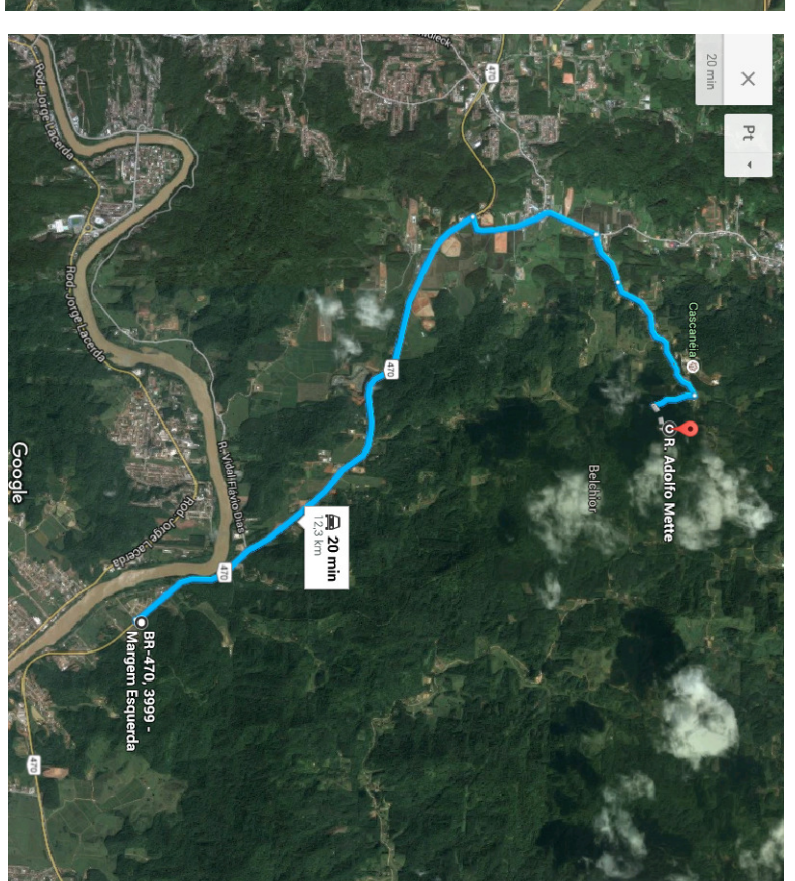 Pt
20 min
Cascanéia
R. Adolfo Mette
Belchior
470
470
20 min
12,3 km
R. Vidal Flávio Dias
470
Rod. Jorge Lacerda
BR-470, 3999 -
Margem Esquerda
Rod. Jorge Lacerda
Rod. Jorge Lacerda
470
Google